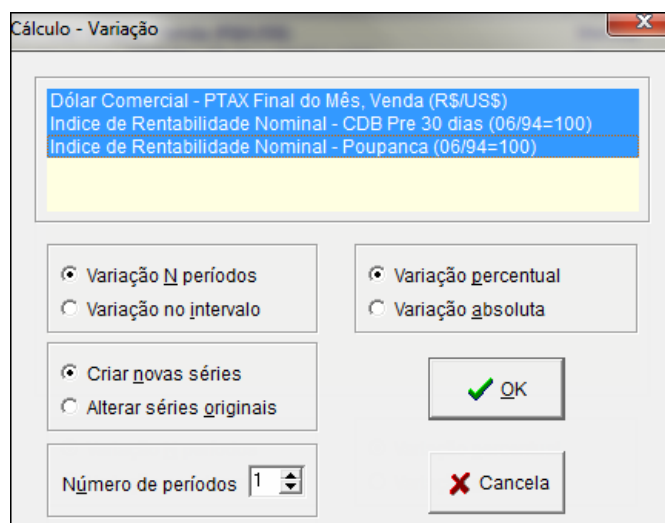 Cálculo - Variação
Dólar Comercial - PTAX Final do Mês, Venda (R$/US$)
Indice de Rentabilidade Nominal - CDB Pre 30 dias (06/94=100)
Indice de Rentabilidade Nominal - Poupanca (06/94=100)
Variação N períodos
Variação no intervalo
Variação percentual
Variação absoluta
Criar novas séries
Alterar séries originais
OK
Número de períodos 1
Cancela